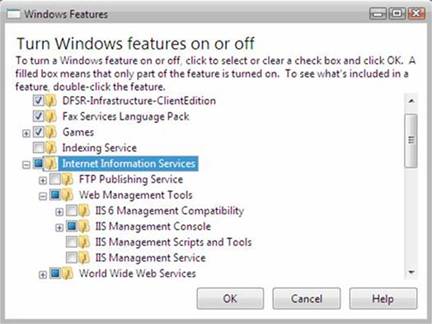 Windows Features
Turn Windows features on or off
To turn a Windows feature on or off, click to select or clear a check box and click OK. A
filled box means that only part of the feature is turned on. To see what's included in a
feature, double-click the feature.
DFSR-Infrastructure-ClientEdition
Fax Services Language Pack
Games
Indexing Service
Internet Information Services
FTP Publishing Service
Web Management Tools
IIS 6 Management Compatibility
IIS Management Console
IIS Management Scripts and Tools
IIS Management Service
World Wide Web Services
OK
Cancel
Help